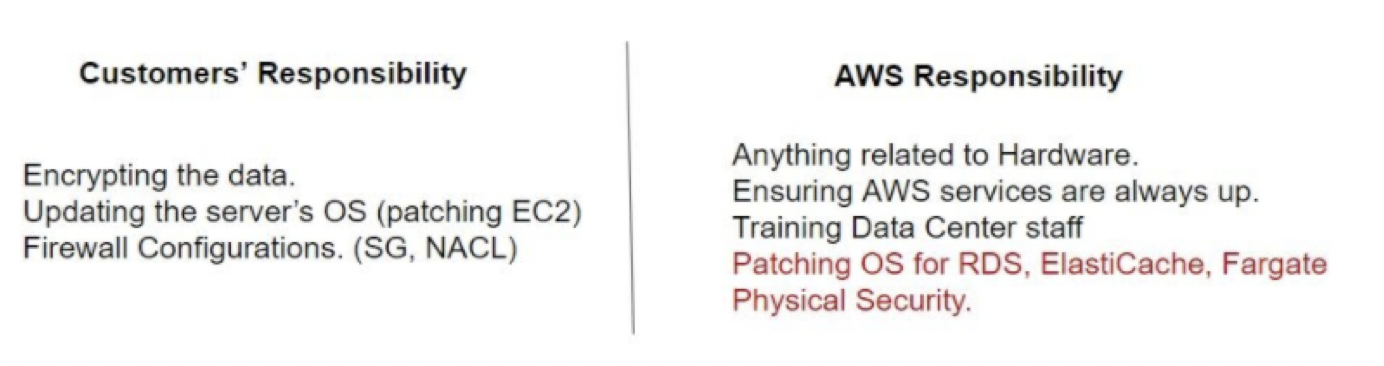 Customers' Responsibility
Encrypting the data.
Updating the server's OS (patching EC2)
Firewall Configurations. (SG, NACL)
AWS Responsibility
Anything related to Hardware.
Ensuring AWS services are always up.
Training Data Center staff
Patching OS for RDS, ElastiCache, Fargate
Physical Security.